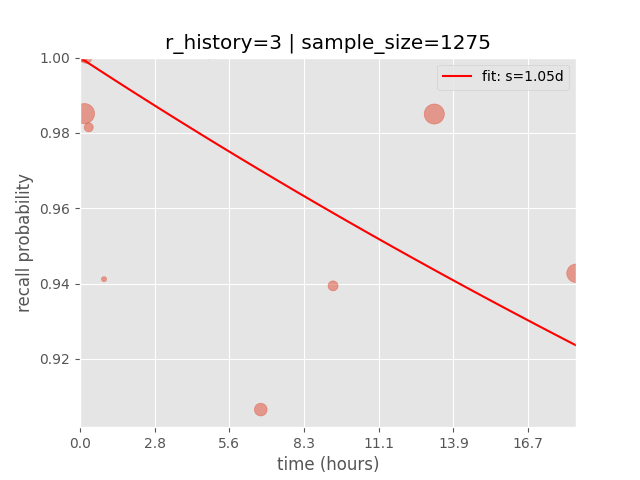 r_history=3 | sample_size=1275
fit: s=1.05d
1.00
0.98
0.96
0.94
0.92
recall probability
0.0 2.8 5.6 8.3 11.1 13.9 16.7
time (hours)